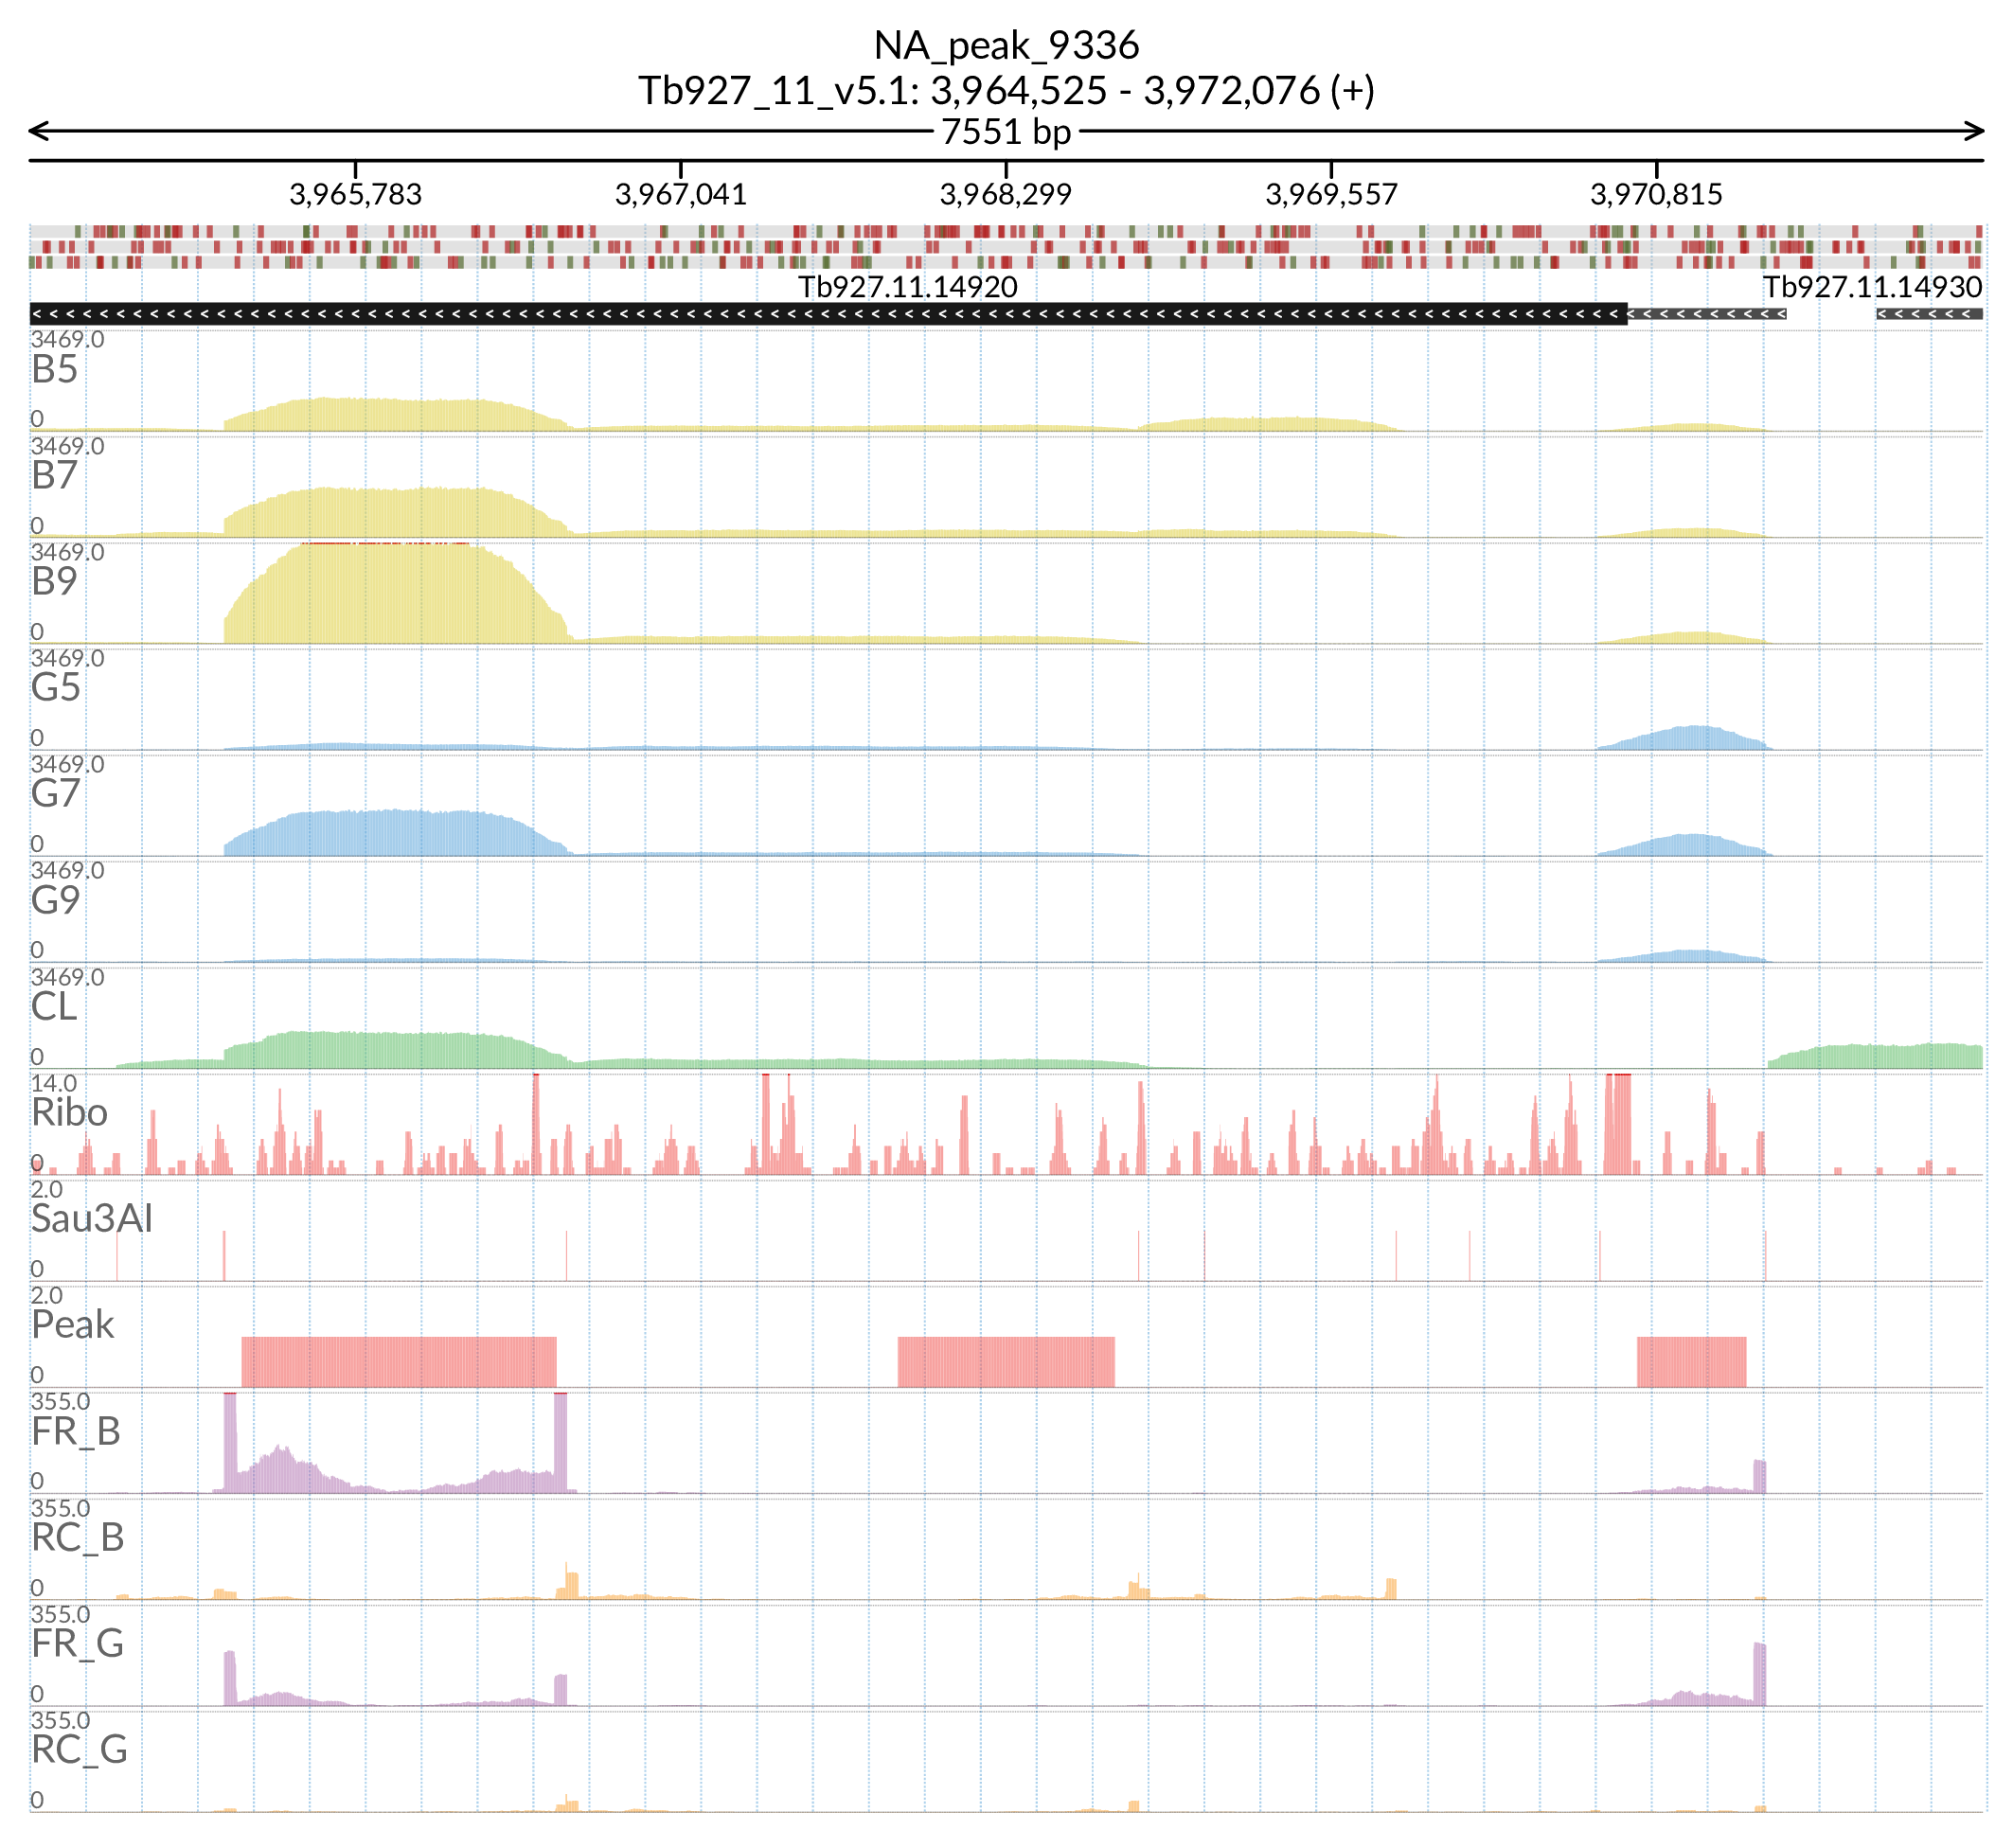 NA_peak_9336
Tb927_11_v5.1: 3,964,525 - 3,972,076 (+)
7551 bp
3,965,783 3,967,041 3,968,299 3,969,557 3,970,815
Tb927.11.14920 Tb927.11.14930
3469.0
B5
0
3469.0
B7
0
3469.0
B9
0
3469.0
G5
0
3469.0
G7
0
3469.0
G9
0
3469.0
CL
0
14.0
Ribo
0
2.0
Sau3AI
0
2.0
Peak
0
355.0
FR_B
0
355.0
RC_B
0
355.0
FR_G
0
355.0
RC_G
0